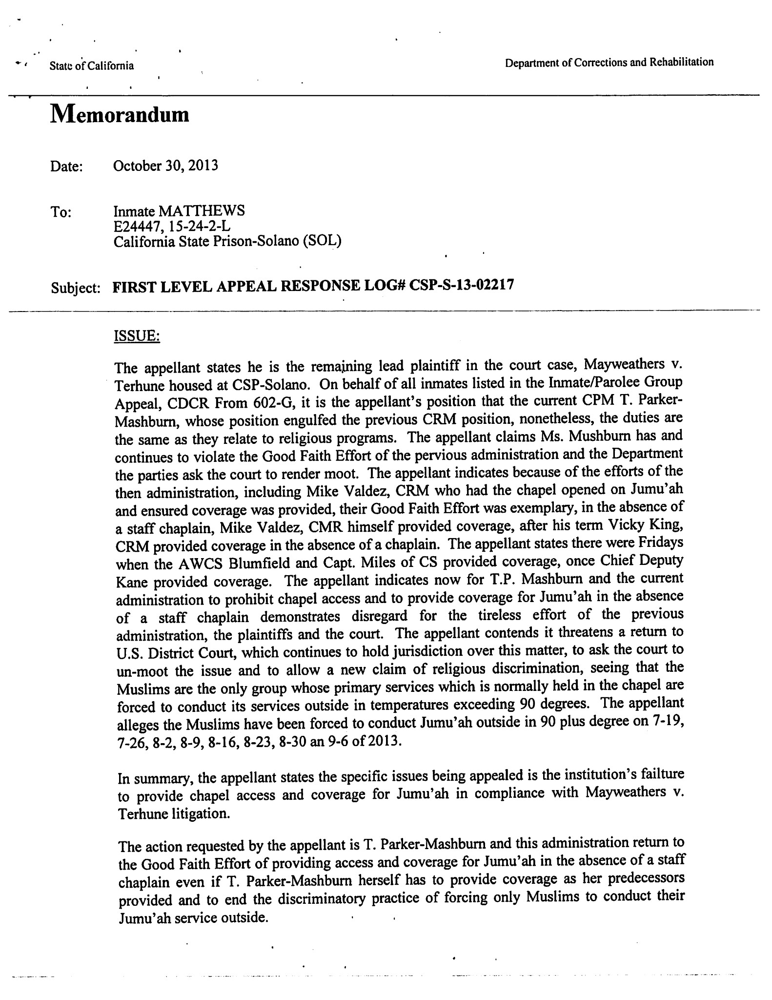 State of California
Department of Corrections and Rehabilitation
Memorandum
Date: October 30, 2013
To: Inmate MATTHEWS
E24447, 15-24-2-L
California State Prison-Solano (SOL)
Subject: FIRST LEVEL APPEAL RESPONSE LOG# CSP-S-13-02217
ISSUE:
The appellant states he is the remaining lead plaintiff in the court case, Mayweathers v.
Terhune housed at CSP-Solano. On behalf of all inmates listed in the Inmate/Parolee Group
Appeal, CDCR From 602-G, it is the appellant's position that the current CPM T. Parker-
Mashburn, whose position engulfed the previous CRM position, nonetheless, the duties are
the same as they relate to religious programs. The appellant claims Ms. Mushburn has and
continues to violate the Good Faith Effort of the pervious administration and the Department
the parties ask the court to render moot. The appellant indicates because of the efforts of the
then administration, including Mike Valdez, CRM who had the chapel opened on Jumu'ah
and ensured coverage was provided, their Good Faith Effort was exemplary, in the absence of
a staff chaplain, Mike Valdez, CMR himself provided coverage, after his term Vicky King,
CRM provided coverage in the absence of a chaplain. The appellant states there were Fridays
when the AWCS Blumfield and Capt. Miles of CS provided coverage, once Chief Deputy
Kane provided coverage. The appellant indicates now for T.P. Mashburn and the current
administration to prohibit chapel access and to provide coverage for Jumu'ah in the absence
of a staff chaplain demonstrates disregard for the tireless effort of the previous
administration, the plaintiffs and the court. The appellant contends it threatens a return to
U.S. District Court, which continues to hold jurisdiction over this matter, to ask the court to
un-moot the issue and to allow a new claim of religious discrimination, seeing that the
Muslims are the only group whose primary services which is normally held in the chapel are
forced to conduct its services outside in temperatures exceeding 90 degrees. The appellant
alleges the Muslims have been forced to conduct Jumu'ah outside in 90 plus degree on 7-19,
7-26, 8-2, 8-9, 8-16, 8-23, 8-30 an 9-6 of 2013.
In summary, the appellant states the specific issues being appealed is the institution's failture
to provide chapel access and coverage for Jumu'ah in compliance with Mayweathers v.
Terhune litigation.
The action requested by the appellant is T. Parker-Mashburn and this administration return to
the Good Faith Effort of providing access and coverage for Jumu'ah in the absence of a staff
chaplain even if T. Parker-Mashburn herself has to provide coverage as her predecessors
provided and to end the discriminatory practice of forcing only Muslims to conduct their
Jumu'ah service outside.